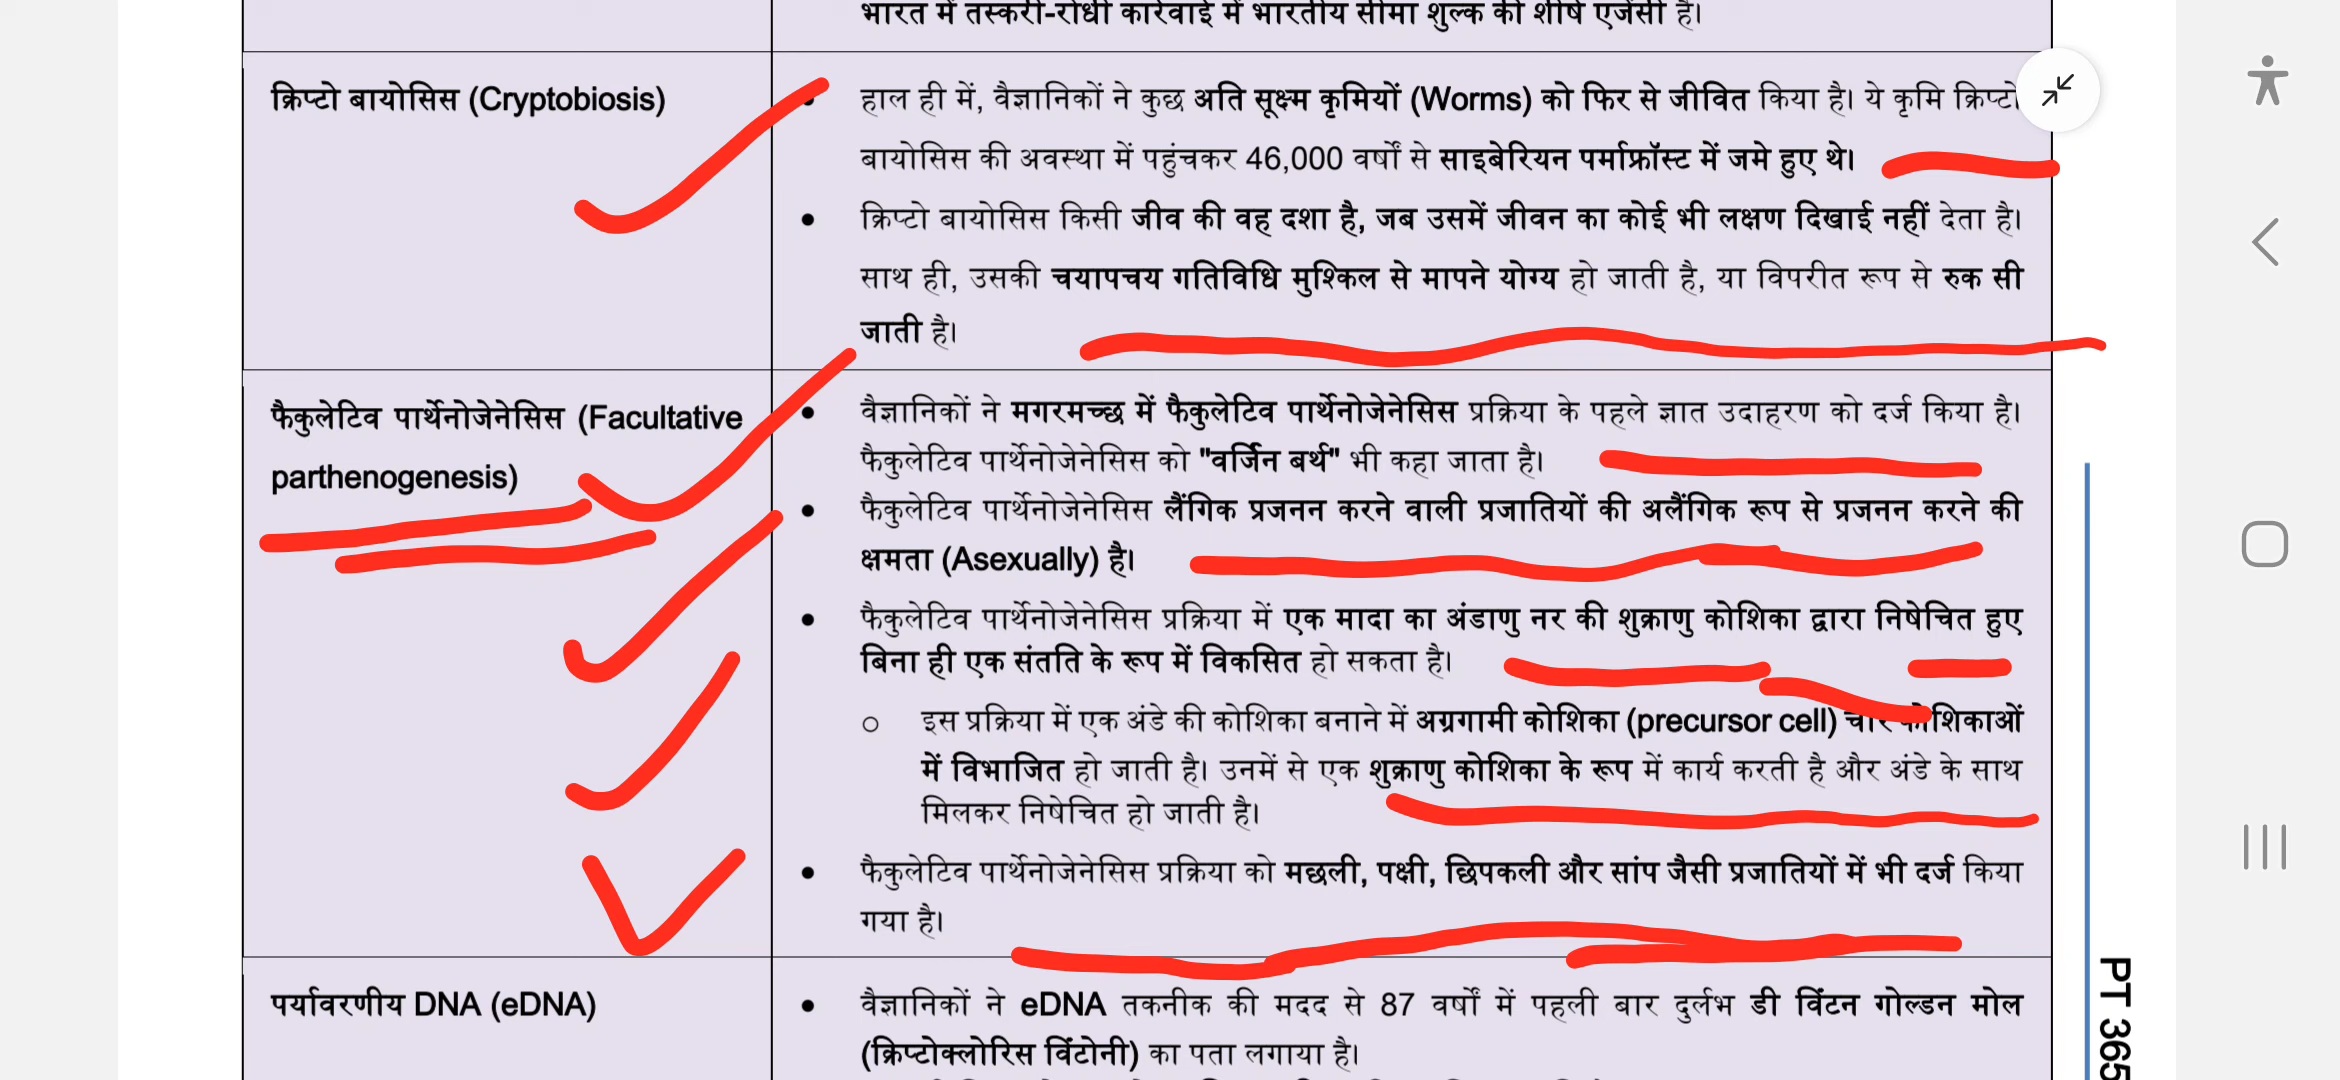 भारत में तस्करी-रोधी कार्रवाई में भारतीय सीमा शुल्क की शीर्ष एजेंसी है।
क्रिप्टो बायोसिस (Cryptobiosis)
हाल ही में, वैज्ञानिकों ने कुछ अति सूक्ष्म कृमियों (Worms) को फिर से जीवित किया है। ये कृमि क्रिप्टो
बायोसिस की अवस्था में पहुंचकर 46,000 वर्षों से साइबेरियन पर्माफ्रॉस्ट में जमे हुए थे।
• क्रिप्टो बायोसिस किसी जीव की वह दशा है, जब उसमें जीवन का कोई भी लक्षण दिखाई नहीं देता है।
साथ ही, उसकी चयापचय गतिविधि मुश्किल से मापने योग्य हो जाती है, या विपरीत रूप से रुक सी
जाती है।
फैकुलेटिव पार्थेनोजेनेसिस (Facultative
parthenogenesis)
• वैज्ञानिकों ने मगरमच्छ में फैकुलेटिव पार्थेनोजेनेसिस प्रक्रिया के पहले ज्ञात उदाहरण को दर्ज किया है।
फैकुलेटिव पार्थेनोजेनेसिस को "वर्जिन बर्थ" भी कहा जाता है।
• फैकुलेटिव पार्थेनोजेनेसिस लैंगिक प्रजनन करने वाली प्रजातियों की अलैंगिक रूप से प्रजनन करने की
क्षमता (Asexually) है।
• फैकुलेटिव पार्थेनोजेनेसिस प्रक्रिया में एक मादा का अंडाणु नर की शुक्राणु कोशिका द्वारा निषेचित हुए
बिना ही एक संतति के रूप में विकसित हो सकता है।
o इस प्रक्रिया में एक अंडे की कोशिका बनाने में अग्रगामी कोशिका (precursor cell) चार कोशिकाओं
में विभाजित हो जाती है। उनमें से एक शुक्राणु कोशिका के रूप में कार्य करती है और अंडे के साथ
मिलकर निषेचित हो जाती है।
• फैकुलेटिव पार्थेनोजेनेसिस प्रक्रिया को मछली, पक्षी, छिपकली और सांप जैसी प्रजातियों में भी दर्ज किया
गया है।
पर्यावरणीय DNA (eDNA)
• वैज्ञानिकों ने eDNA तकनीक की मदद से 87 वर्षों में पहली बार दुर्लभ डी विंटन गोल्डन मोल
(क्रिप्टोक्लोरिस विंटोनी) का पता लगाया है।
PT 365